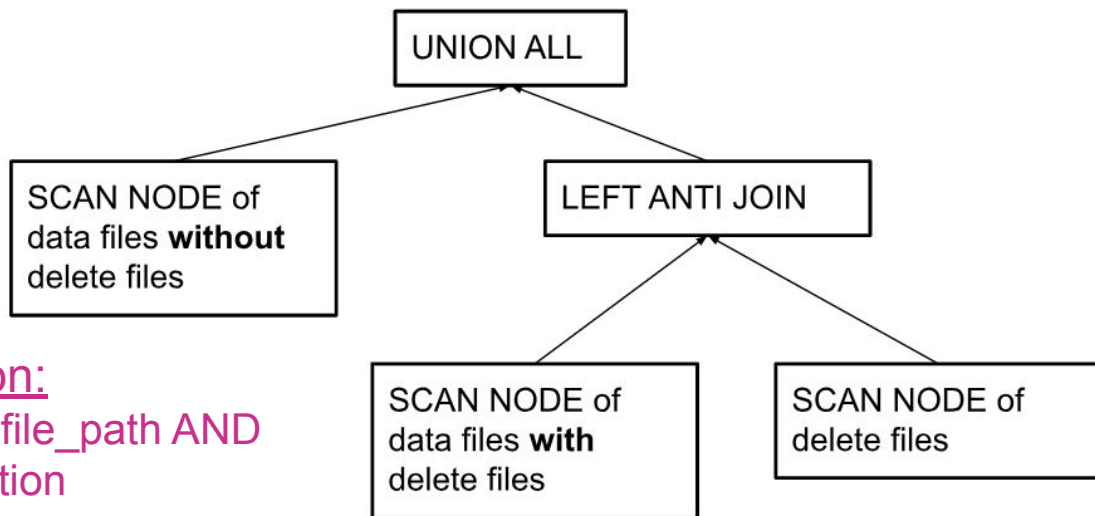 UNION ALL
SCAN NODE of
data files without
delete files
LEFT ANTI JOIN
on:
file_path AND
tion
SCAN NODE of
data files with
delete files
SCAN NODE of
delete files